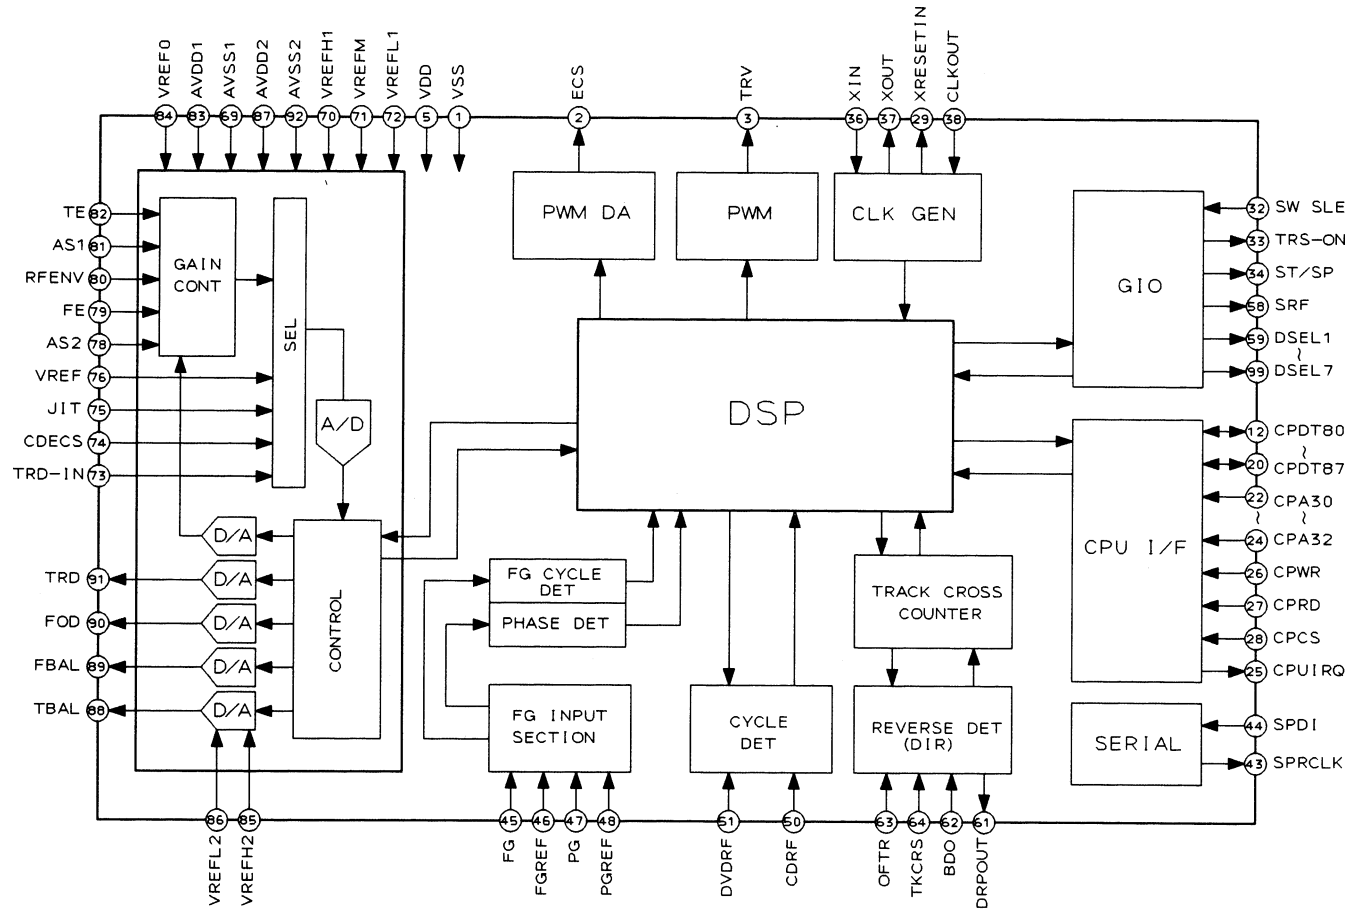 VREF0
AVDD1
AVSS1
AVDD2
AVSS2
VREFH1
VREFM
VREFL1
VDD
VSS
ECS
TRV
XIN
XOUT
XRESETIN
CLKOUT
84
83
69
87
92
70
71
72
5
1
2
3
36
37
29
38
TE 82
AS1 81
RFENV 80
FE 79
AS2 78
VREF 76
JIT 75
CDECS 74
TRD-IN 73
TRD 91
FOD 90
FBAL 89
TBAL 88
GAIN
CONT
SEL
A/D
D/A
D/A
D/A
D/A
D/A
CONTROL
PWM DA
PWM
CLK GEN
DSP
GIO
CPU I/F
SERIAL
FG CYCLE
DET
PHASE DET
FG INPUT
SECTION
CYCLE
DET
TRACK CROSS
COUNTER
REVERSE DET
(DIR)
32 SW SLE
33 TRS-ON
34 ST/SP
58 SRF
59 DSEL1
~
99 DSEL7
12 CPDT80
~
20 CPDT87
22 CPA30
~ ~
24 CPA32
26 CPWR
27 CPRD
28 CPCS
25 CPUIRQ
44 SPDI
43 SPRCLK
86
85
45
46
47
48
51
50
63
64
62
61
VREFL2
VREFH2
FG
FGREF
PG
PGREF
DVDRF
CDRF
OFTR
TKCRS
BDO
DRPOUT